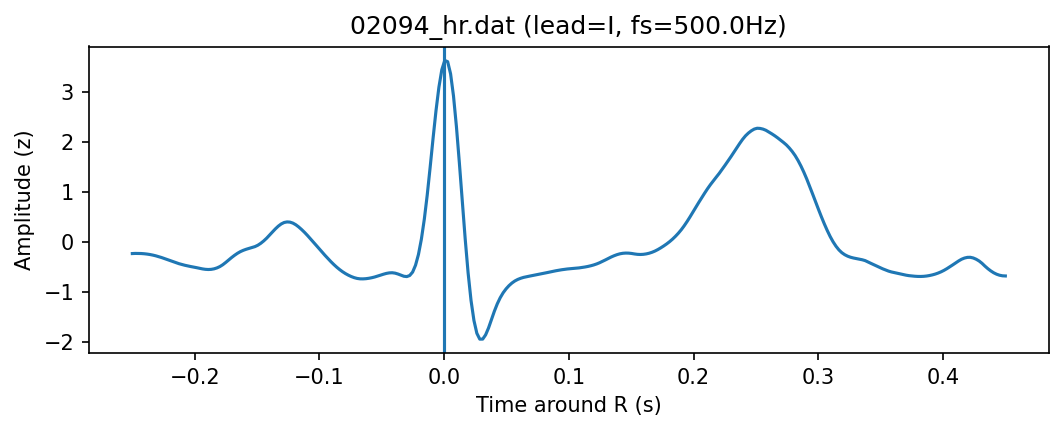 02094_hr.dat (lead=I, fs=500.0Hz)
Amplitude (z)
3
2
1
0
−1
−2
−0.2 −0.1 0.0 0.1 0.2 0.3 0.4
Time around R (s)